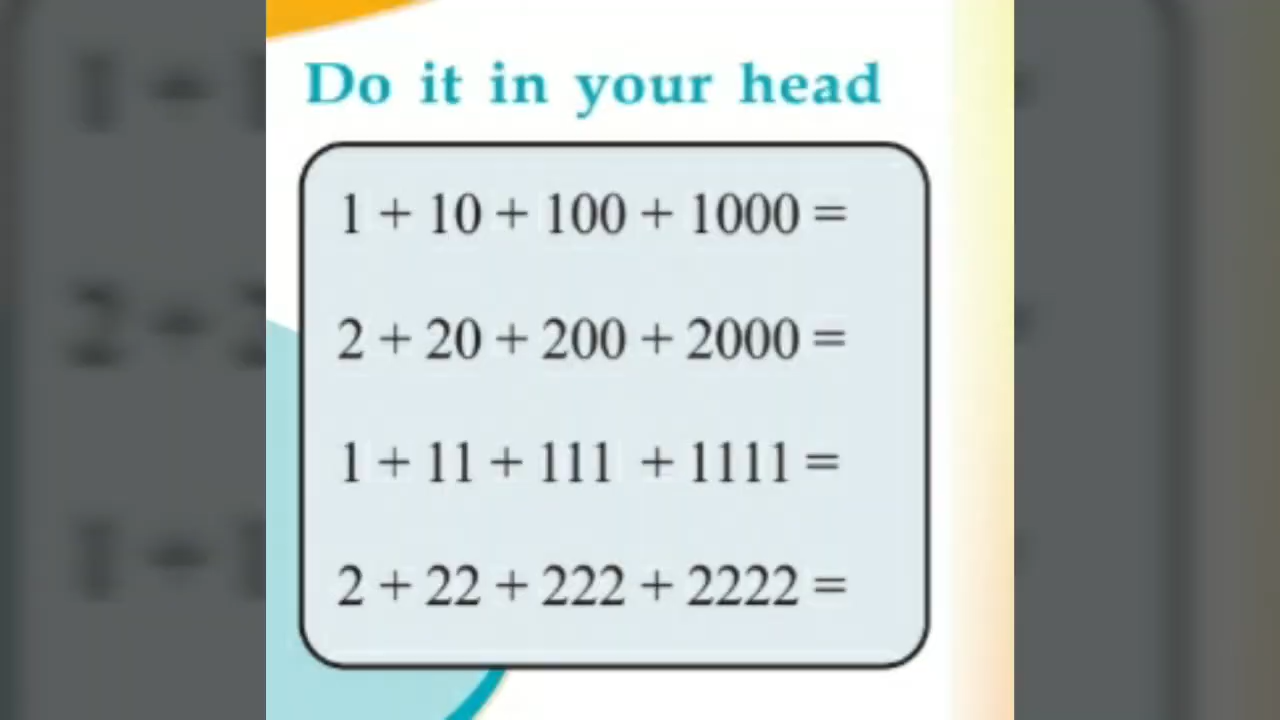 Do it in your head
1 + 10 + 100 + 1000 =
2 + 20 + 200 + 2000 =
1 + 11 + 111 + 1111 =
2 + 22 + 222 + 2222 =